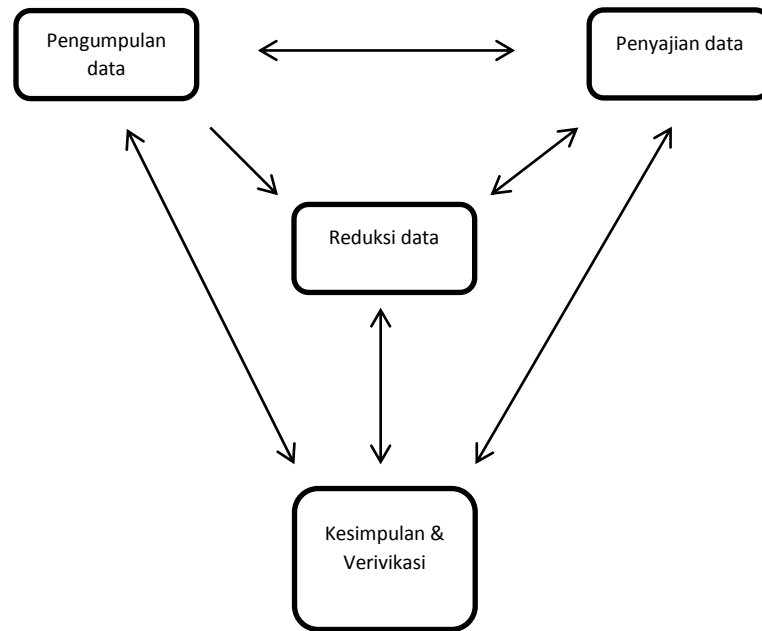 Pengumpulan
data
Penyajian data
Reduksi data
Kesimpulan &
Verivikasi